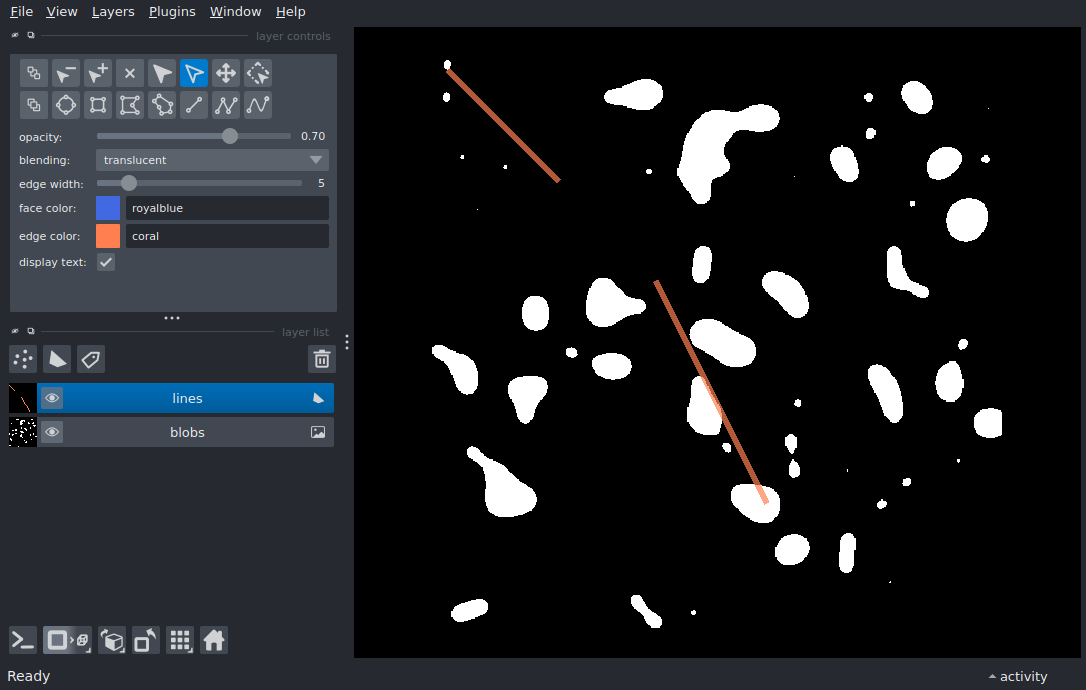 File View Layers Plugins Window Help
layer controls
opacity: 0.70
blending: translucent
edge width: 5
face color: royalblue
edge color: coral
display text:
layer list
lines
blobs
Ready
activity